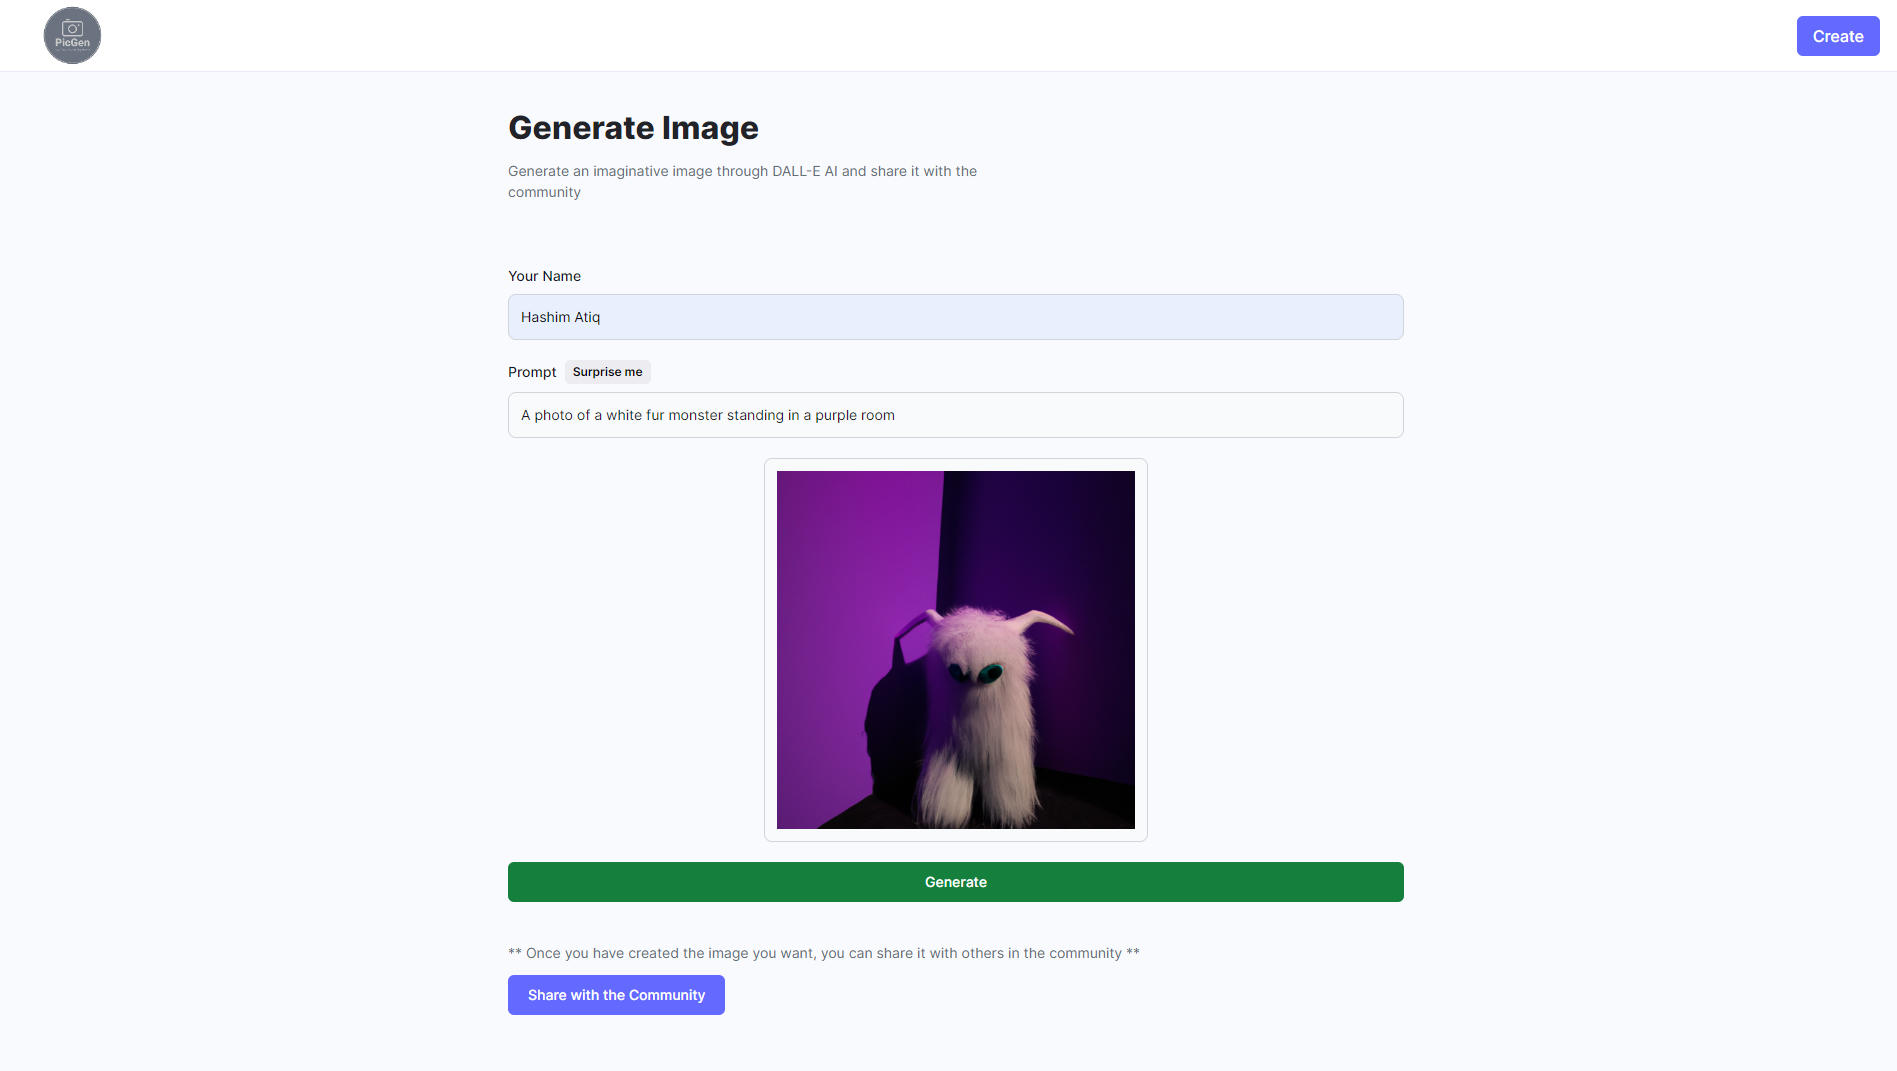 PicGen
Create
Generate Image
Generate an imaginative image through DALL-E AI and share it with the
community
Your Name
Hashim Atiq
Prompt Surprise me
A photo of a white fur monster standing in a purple room
Generate
** Once you have created the image you want, you can share it with others in the community **
Share with the Community